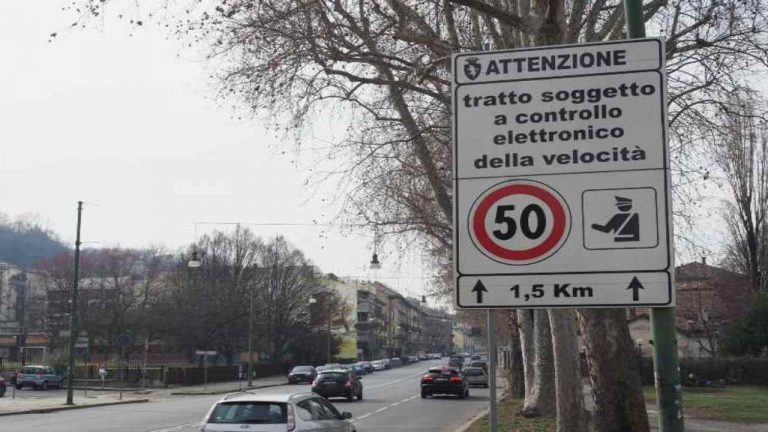 ATTENZIONE
tratto soggetto
a controllo
elettronico
della velocità
50
1,5 Km